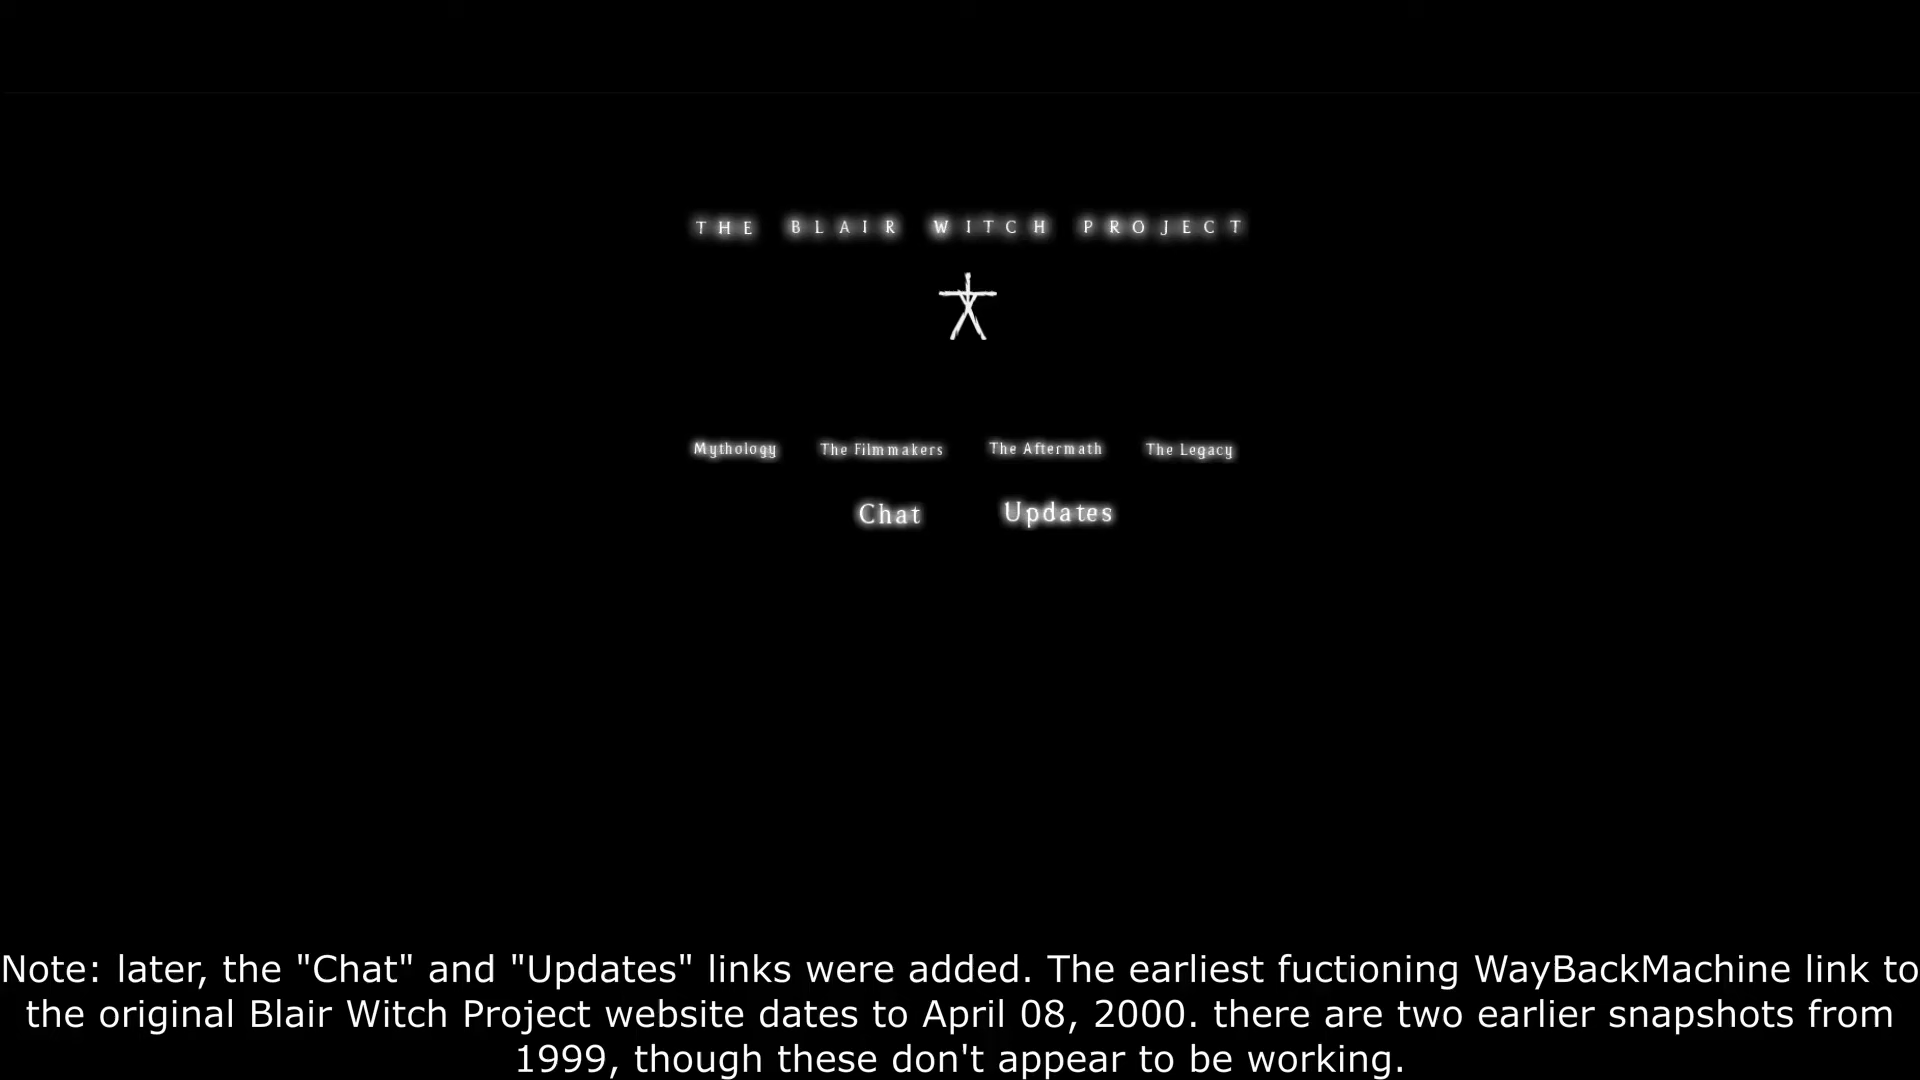 THE BLAIR WITCH PROJECT
Mythology The Filmmakers The Aftermath The Legacy
Chat Updates
Note: later, the "Chat" and "Updates" links were added. The earliest fuctioning WayBackMachine link to
the original Blair Witch Project website dates to April 08, 2000. there are two earlier snapshots from
1999, though these don't appear to be working.